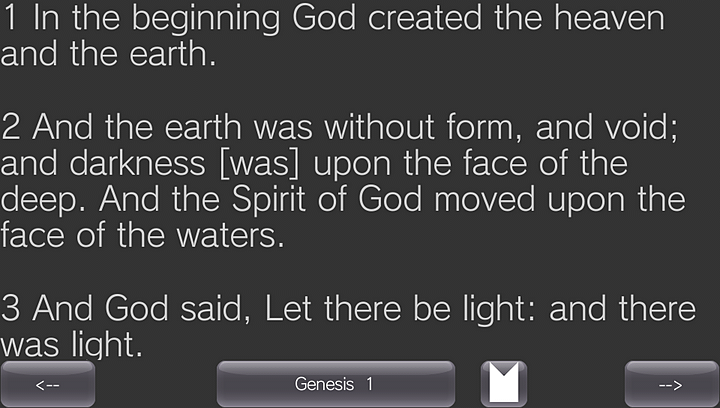 1 In the beginning God created the heaven
and the earth.
2 And the earth was without form, and void;
and darkness [was] upon the face of the
deep. And the Spirit of God moved upon the
face of the waters.
3 And God said, Let there be light: and there
was light.
<-- Genesis 1 -->